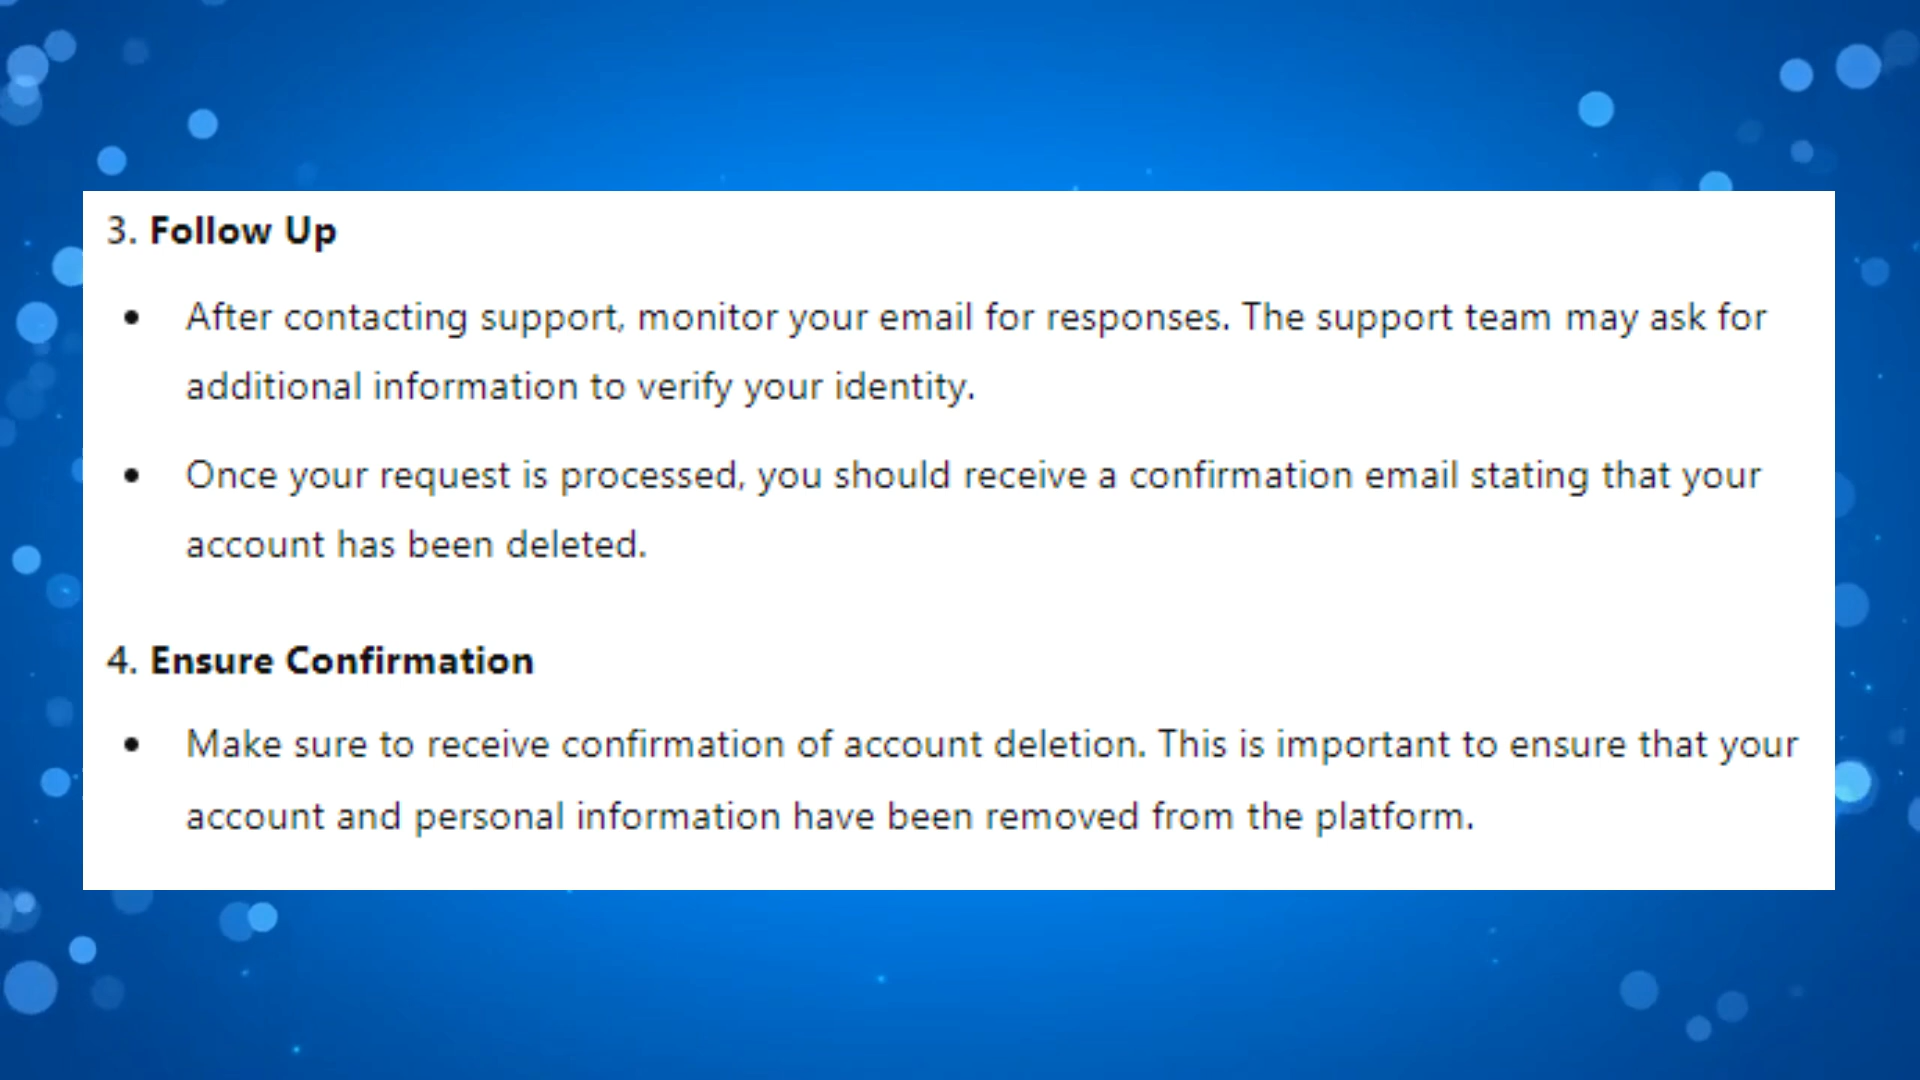 3. Follow Up
• After contacting support, monitor your email for responses. The support team may ask for
additional information to verify your identity.
• Once your request is processed, you should receive a confirmation email stating that your
account has been deleted.
4. Ensure Confirmation
• Make sure to receive confirmation of account deletion. This is important to ensure that your
account and personal information have been removed from the platform.